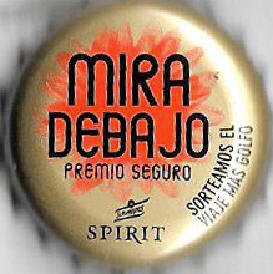 MIRA
DEBAJO
PREMIO SEGURO
SPIRIT
SORTEAMOS EL
VIAJE MÁS GOLFO